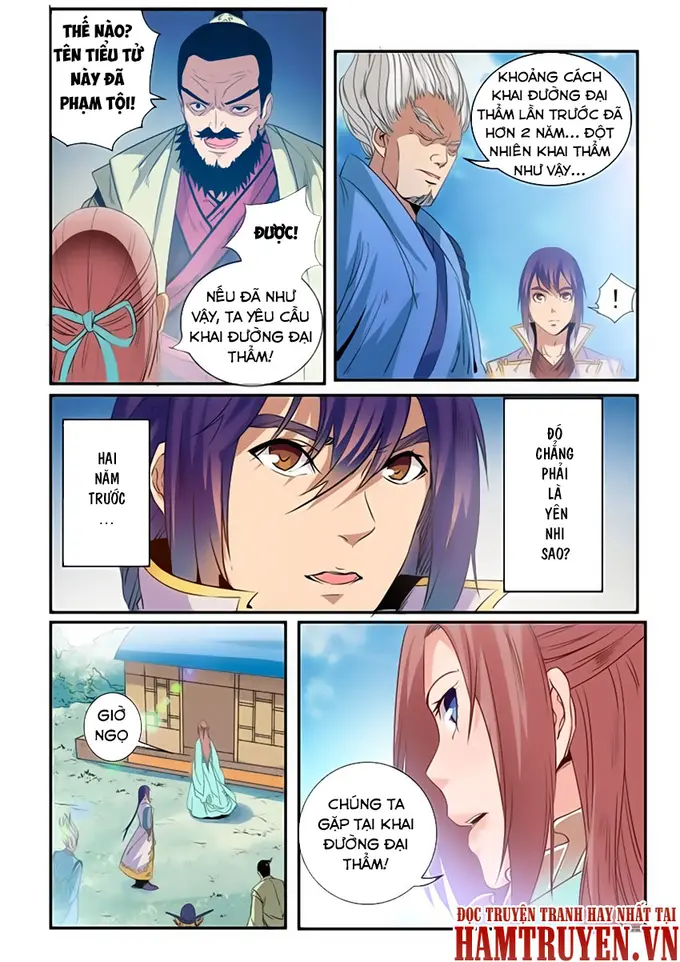 THẾ NÀO?
TÊN TIỂU TỬ
NÀY ĐÃ
PHẠM TỘI!
ĐƯỢC!
NẾU ĐÃ NHƯ
VẬY, TA YÊU CẦU
KHAI ĐƯỜNG ĐẠI
THẨM!
KHOẢNG CÁCH
KHAI ĐƯỜNG ĐẠI
THẨM LẦN TRƯỚC ĐÃ
HƠN 2 NĂM... ĐỘT
NHIÊN KHAI THẨM
NHƯ VẬY...
!
HAI
NĂM
TRƯỚC
...
ĐÓ
CHẲNG
PHẢI
LÀ
YÊN
NHI
SAO?
GIỜ
NGỌ
CHÚNG TA
GẶP TẠI KHAI
ĐƯỜNG ĐẠI
THẨM!
ĐỌC TRUYỆN TRANH HAY NHẤT TẠI
HAMTRUYEN.VN